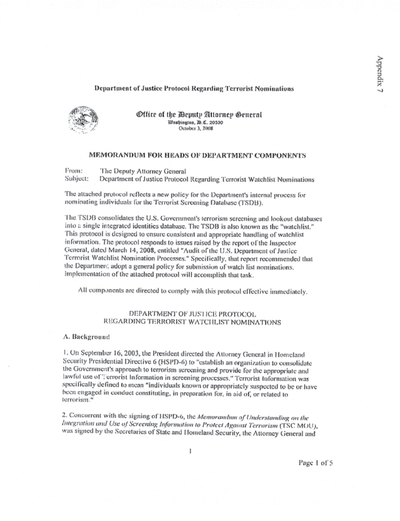 Appendix 7
Department of Justice Protocol Regarding Terrorist Nominations
Office of the Deputy Attorney General
Washington, D.C. 20530
October 3, 2008
MEMORANDUM FOR HEADS OF DEPARTMENT COMPONENTS
From: The Deputy Attorney General
Subject: Department of Justice Protocol Regarding Terrorist Watchlist Nominations
The attached protocol reflects a new policy for the Department's internal process for
nominating individuals for the Terrorist Screening Database (TSDB).
The TSDB consolidates the U.S. Government's terrorism screening and lookout databases
into a single integrated identities database. The TSDB is also known as the "watchlist."
This protocol is designed to ensure consistent and appropriate handling of watchlist
information. The protocol responds to issues raised by the report of the Inspector
General, dated March 14, 2008, entitled "Audit of the U.S. Department of Justice
Terrorist Watchlist Nomination Processes." Specifically, that report recommended that
the Department adopt a general policy for submission of watch list nominations.
Implementation of the attached protocol will accomplish that task.
All components are directed to comply with this protocol effective immediately.
DEPARTMENT OF JUSTICE PROTOCOL
REGARDING TERRORIST WATCHLIST NOMINATIONS
A. Background
1. On September 16, 2003, the President directed the Attorney General in Homeland
Security Presidential Directive 6 (HSPD-6) to "establish an organization to consolidate
the Government's approach to terrorism screening and provide for the appropriate and
lawful use of Terrorist Information in screening processes." Terrorist Information was
specifically defined to mean "individuals known or appropriately suspected to be or have
been engaged in conduct constituting, in preparation for, in aid of, or related to
terrorism."
2. Concurrent with the signing of HSPD-6, the Memorandum of Understanding on the
Integration and Use of Screening Information to Protect Against Terrorism (TSC MOU),
was signed by the Secretaries of State and Homeland Security, the Attorney General and
1
Page 1 of 5